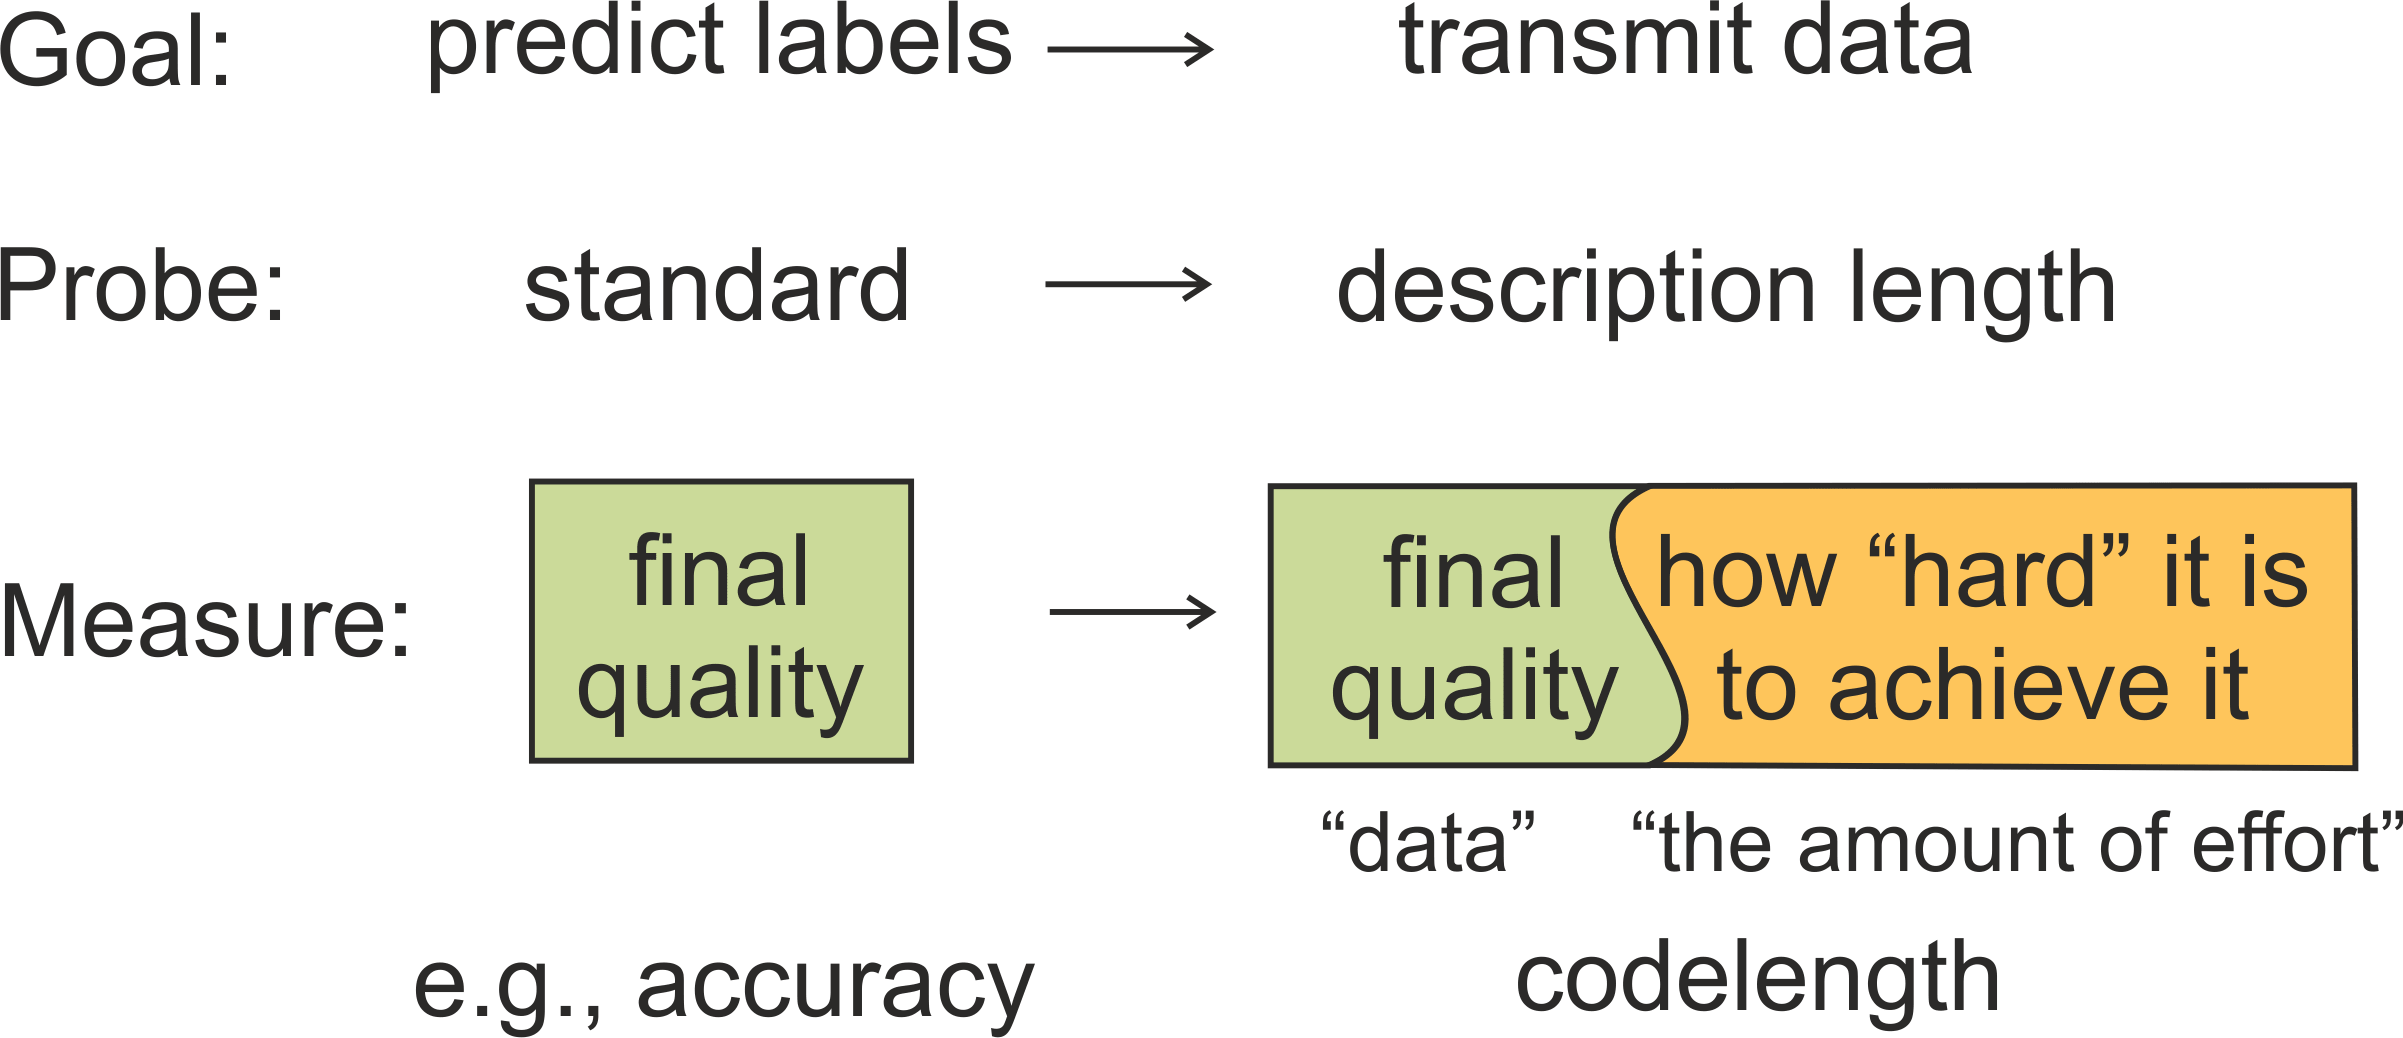 Goal: predict labels → transmit data
Probe: standard → description length
Measure: final quality → final quality how “hard” it is to achieve it
“data” “the amount of effort”
e.g., accuracy codelength